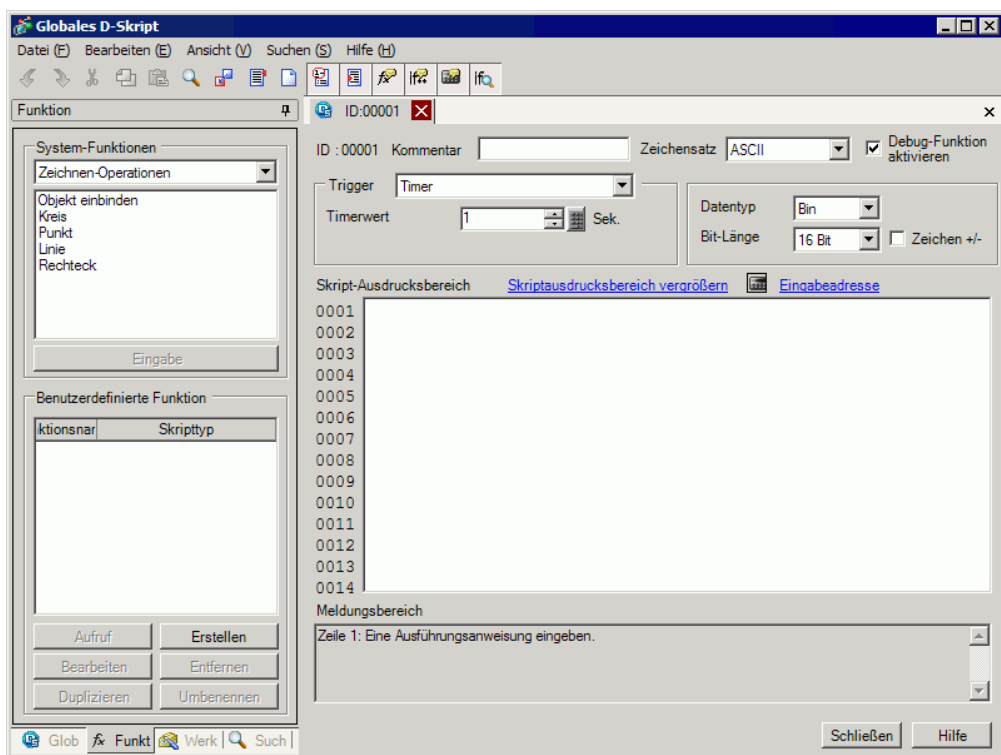 Globales D-Skript
Datei (F) Bearbeiten (E) Ansicht (V) Suchen (S) Hilfe (H)
Funktion
ID:00001
System-Funktionen
Zeichnen-Operationen
Objekt einbinden
Kreis
Punkt
Linie
Rechteck
Eingabe
Benutzerdefinierte Funktion
ktionsnar Skripttyp
Aufruf Erstellen
Bearbeiten Entfernen
Duplizieren Umbenennen
Glob fx Funkt Werk Such
ID : 00001 Kommentar Zeichensatz ASCII Debug-Funktion
aktivieren
Trigger Timer
Timerwert 1 Sek.
Datentyp Bin
Bit-Länge 16 Bit Zeichen +/-
Skript-Ausdrucksbereich Skriptausdrucksbereich vergrößern Eingabeadresse
0001
0002
0003
0004
0005
0006
0007
0008
0009
0010
0011
0012
0013
0014
Meldungsbereich
Zeile 1: Eine Ausführungsanweisung eingeben.
Schließen Hilfe